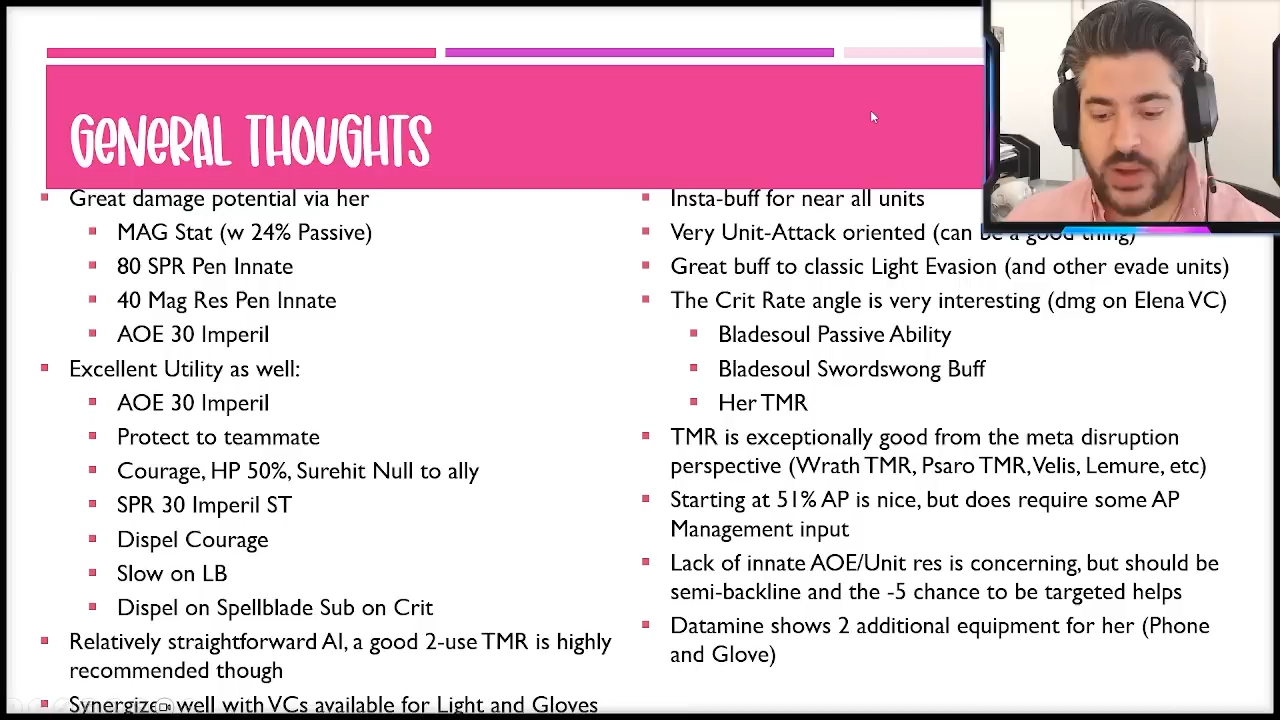 GENERAL THOUGHTS
Great damage potential via her
MAG Stat (w 24% Passive)
80 SPR Pen Innate
40 Mag Res Pen Innate
AOE 30 Imperil
Excellent Utility as well:
AOE 30 Imperil
Protect to teammate
Courage, HP 50%, Surehit Null to ally
SPR 30 Imperil ST
Dispel Courage
Slow on LB
Dispel on Spellblade Sub on Crit
Relatively straightforward AI, a good 2-use TMR is highly
recommended though
Synergizes well with VCs available for Light and Gloves
Insta-buff for near all units
Very Unit-Attack oriented (can be a good thing)
Great buff to classic Light Evasion (and other evade units)
The Crit Rate angle is very interesting (dmg on Elena VC)
Bladesoul Passive Ability
Bladesoul Swordswong Buff
Her TMR
TMR is exceptionally good from the meta disruption
perspective (Wrath TMR, Psaro TMR, Velis, Lemure, etc)
Starting at 51% AP is nice, but does require some AP
Management input
Lack of innate AOE/Unit res is concerning, but should be
semi-backline and the -5 chance to be targeted helps
Datamine shows 2 additional equipment for her (Phone
and Glove)